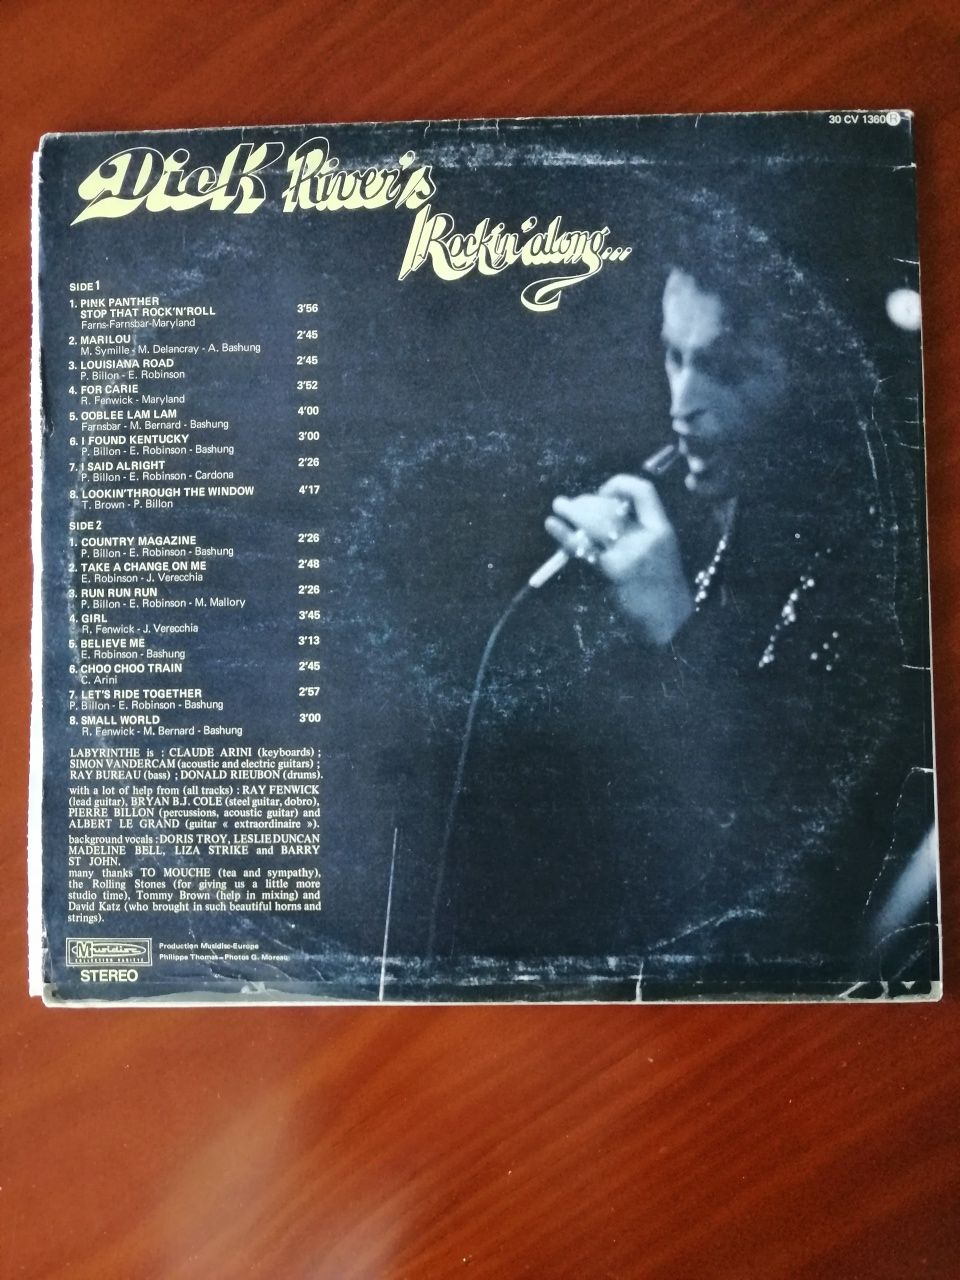 30 CV 1360 R
Dick River's
Rockin' along...
SIDE 1
1. PINK PANTHER
STOP THAT ROCK'N'ROLL 3'56
Farns-Farnsbar-Maryland
2. MARILOU 2'45
M. Symille - M. Delancray - A. Bashung
3. LOUISIANA ROAD 2'45
P. Billon - E. Robinson
4. FOR CARIE 3'52
R. Fenwick - Maryland
5. OOBLEE LAM LAM 4'00
Farnsbar - M. Bernard - Bashung
6. I FOUND KENTUCKY 3'00
P. Billon - E. Robinson - Bashung
7. I SAID ALRIGHT 2'26
P. Billon - E. Robinson - Cardona
8. LOOKIN'THROUGH THE WINDOW 4'17
T. Brown - P. Billon
SIDE 2
1. COUNTRY MAGAZINE 2'26
P. Billon - E. Robinson - Bashung
2. TAKE A CHANGE ON ME 2'48
E. Robinson - J. Verecchia
3. RUN RUN RUN 2'26
P. Billon - E. Robinson - M. Mallory
4. GIRL 3'45
R. Fenwick - J. Verecchia
5. BELIEVE ME 3'13
E. Robinson - Bashung
6. CHOO CHOO TRAIN 2'45
C. Arini
7. LET'S RIDE TOGETHER 2'57
P. Billon - E. Robinson - Bashung
8. SMALL WORLD 3'00
R. Fenwick - M. Bernard - Bashung
LABYRINTHE is : CLAUDE ARINI (keyboards) ;
SIMON VANDERCAM (acoustic and electric guitars) ;
RAY BUREAU (bass) ; DONALD RIEUBON (drums).
with a lot of help from (all tracks) : RAY FENWICK
(lead guitar), BRYAN B.J. COLE (steel guitar, dobro),
PIERRE BILLON (percussions, acoustic guitar) and
ALBERT LE GRAND (guitar « extraordinaire »).
background vocals : DORIS TROY, LESLIE DUNCAN
MADELINE BELL, LIZA STRIKE and BARRY
ST JOHN.
many thanks TO MOUCHE (tea and sympathy),
the Rolling Stones (for giving us a little more
studio time), Tommy Brown (help in mixing) and
David Katz (who brought in such beautiful horns and
strings).
Musidisc
COLLECTION VARIETE
Production Musidisc-Europe
Philippe Thomas - Photos G. Moreau
STEREO